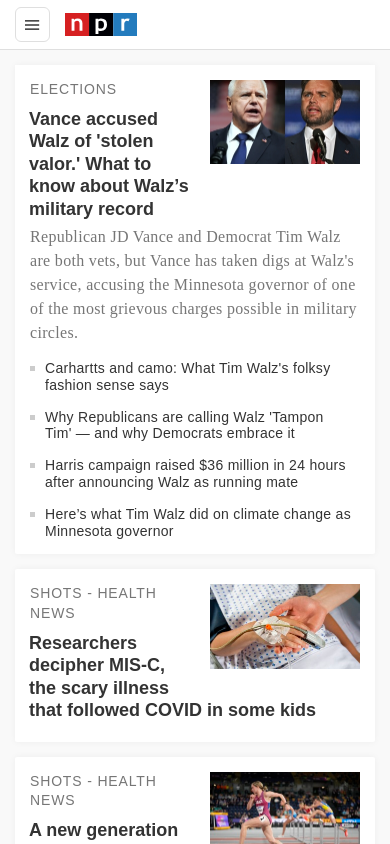 npr
ELECTIONS
Vance accused
Walz of 'stolen
valor.' What to
know about Walz’s
military record
Republican JD Vance and Democrat Tim Walz
are both vets, but Vance has taken digs at Walz's
service, accusing the Minnesota governor of one
of the most grievous charges possible in military
circles.
Carhartts and camo: What Tim Walz's folksy
fashion sense says
Why Republicans are calling Walz 'Tampon
Tim' — and why Democrats embrace it
Harris campaign raised $36 million in 24 hours
after announcing Walz as running mate
Here’s what Tim Walz did on climate change as
Minnesota governor
SHOTS - HEALTH
NEWS
Researchers
decipher MIS-C,
the scary illness
that followed COVID in some kids
SHOTS - HEALTH
NEWS
A new generation